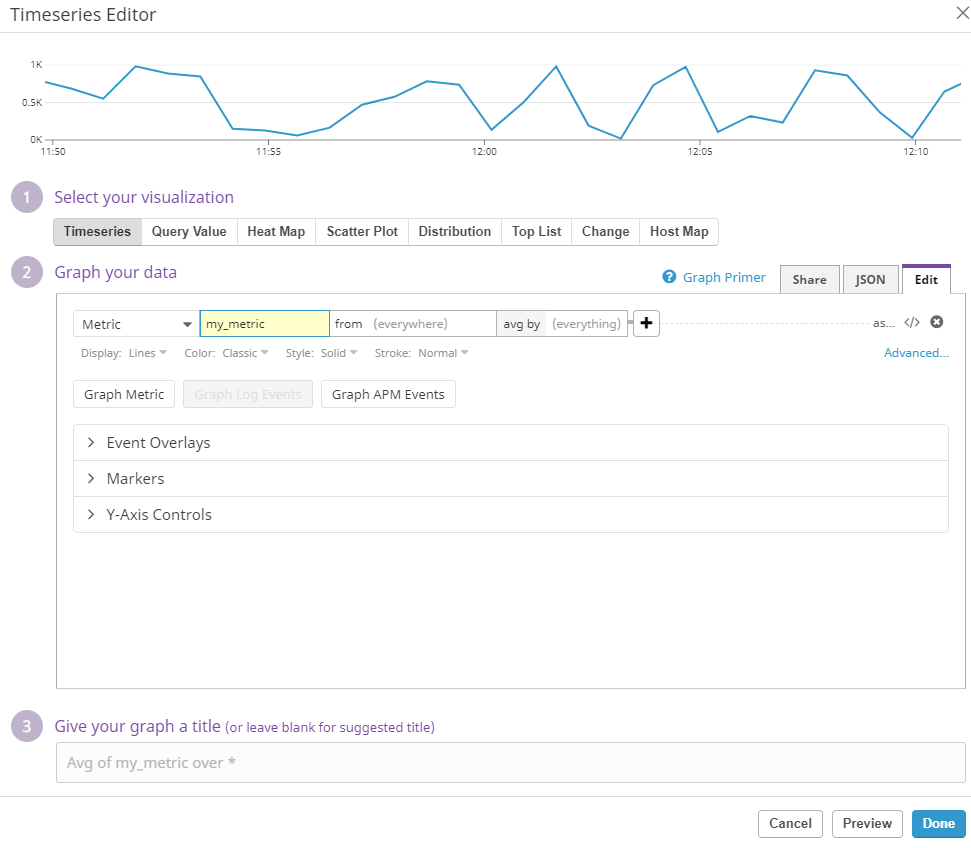 Timeseries Editor
1K
0.5K
0K
11:50 11:55 12:00 12:05 12:10
1 Select your visualization
Timeseries Query Value Heat Map Scatter Plot Distribution Top List Change Host Map
2 Graph your data
? Graph Primer Share JSON Edit
Metric my_metric from (everywhere) avg by (everything) + as... </>
Display: Lines Color: Classic Style: Solid Stroke: Normal Advanced...
Graph Metric Graph Log Events Graph APM Events
Event Overlays
Markers
Y-Axis Controls
3 Give your graph a title (or leave blank for suggested title)
Avg of my_metric over *
Cancel Preview Done